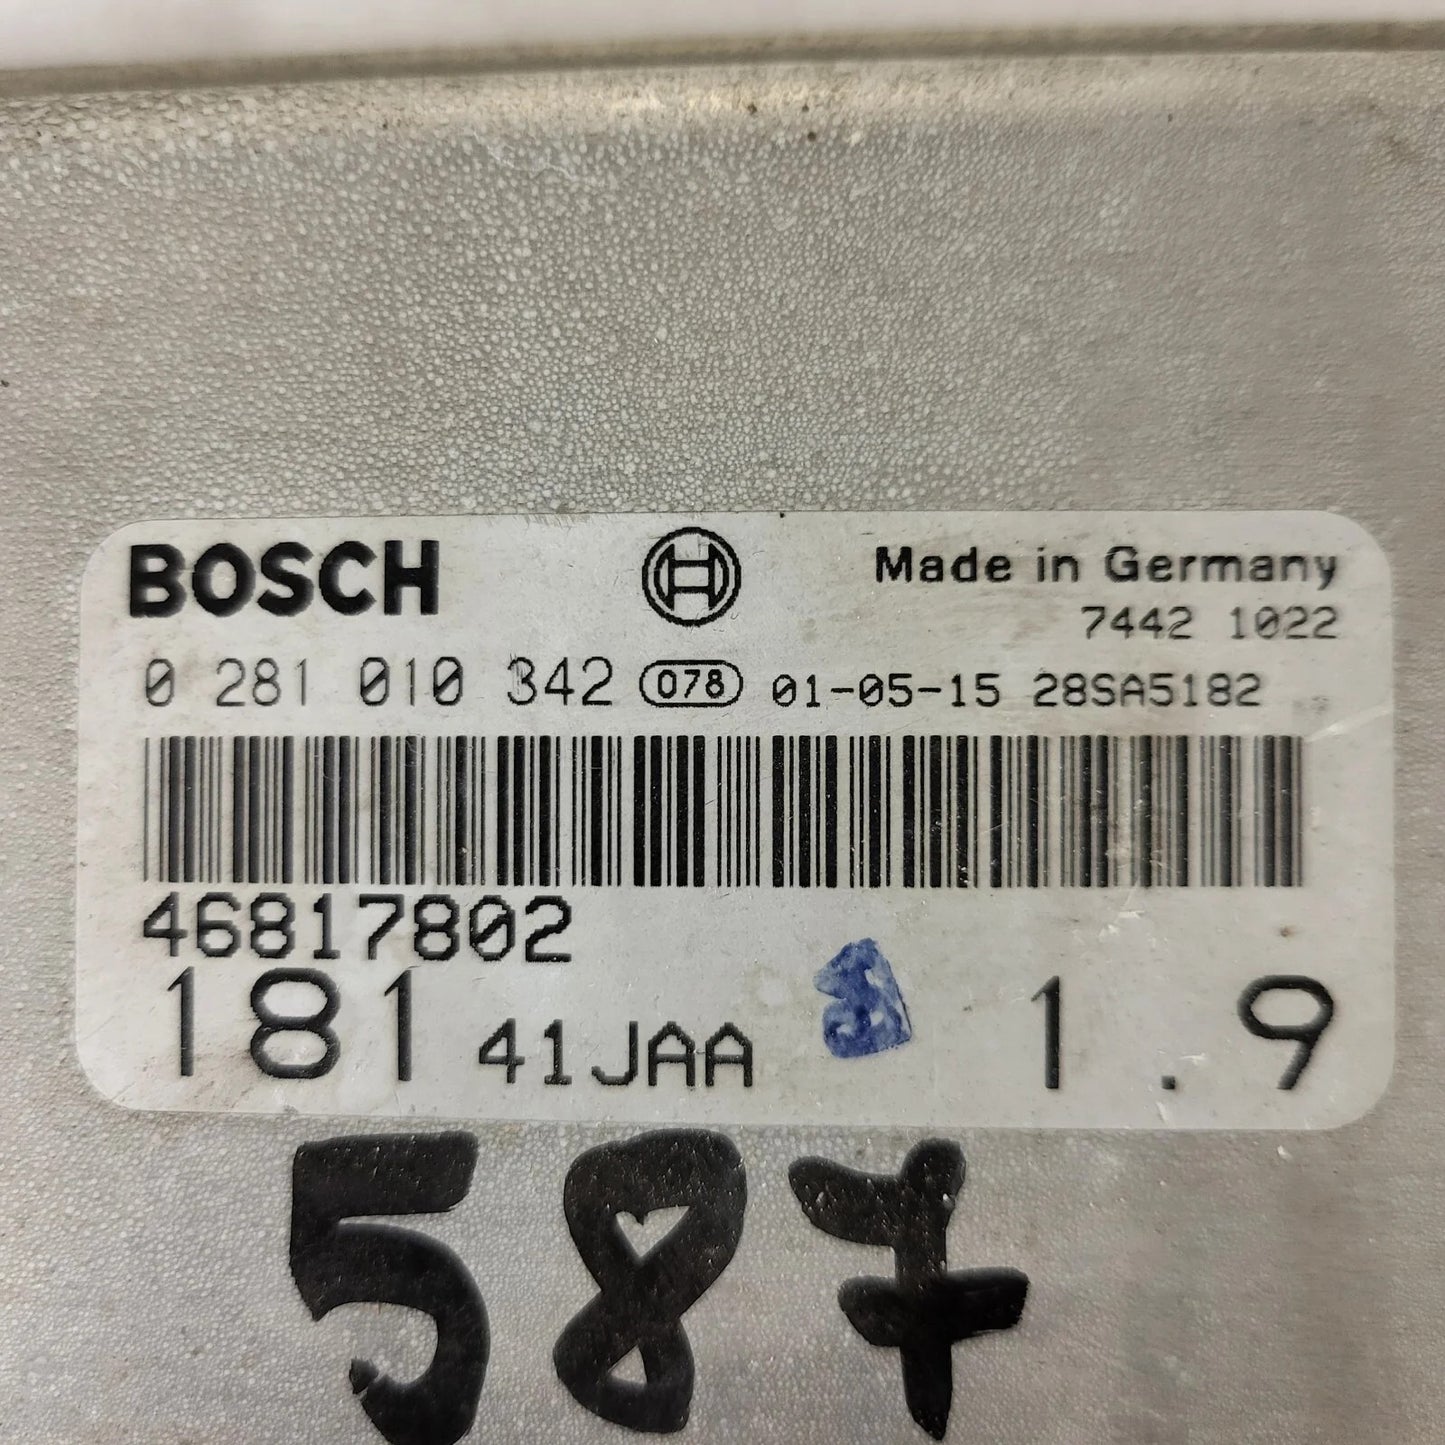 BOSCH Made in Germany
7442 1022
0 281 010 342 078 01-05-15 28SA5182
46817802
181 41JAA 1.9
587